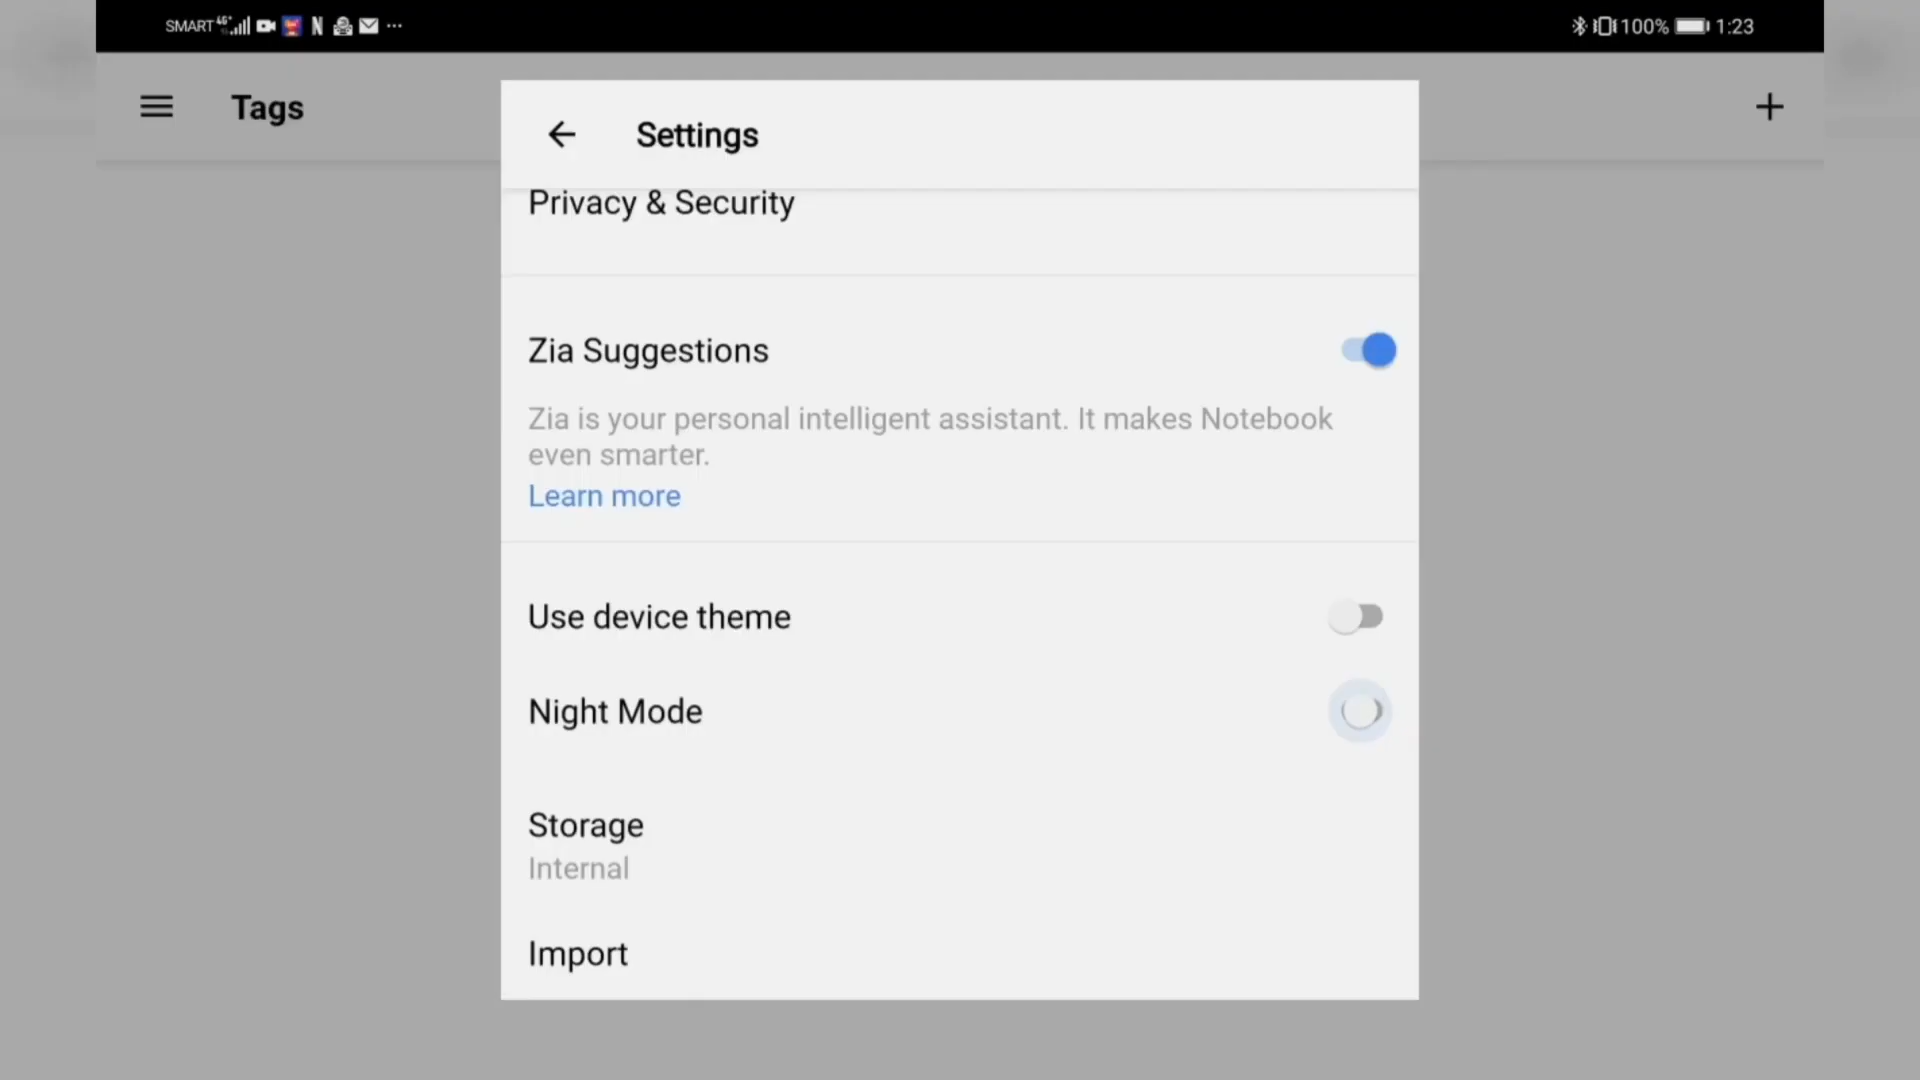 SMART 4G+ N ... 100% 1:23
Tags
Settings
Privacy & Security
Zia Suggestions
Zia is your personal intelligent assistant. It makes Notebook
even smarter.
Learn more
Use device theme
Night Mode
Storage
Internal
Import